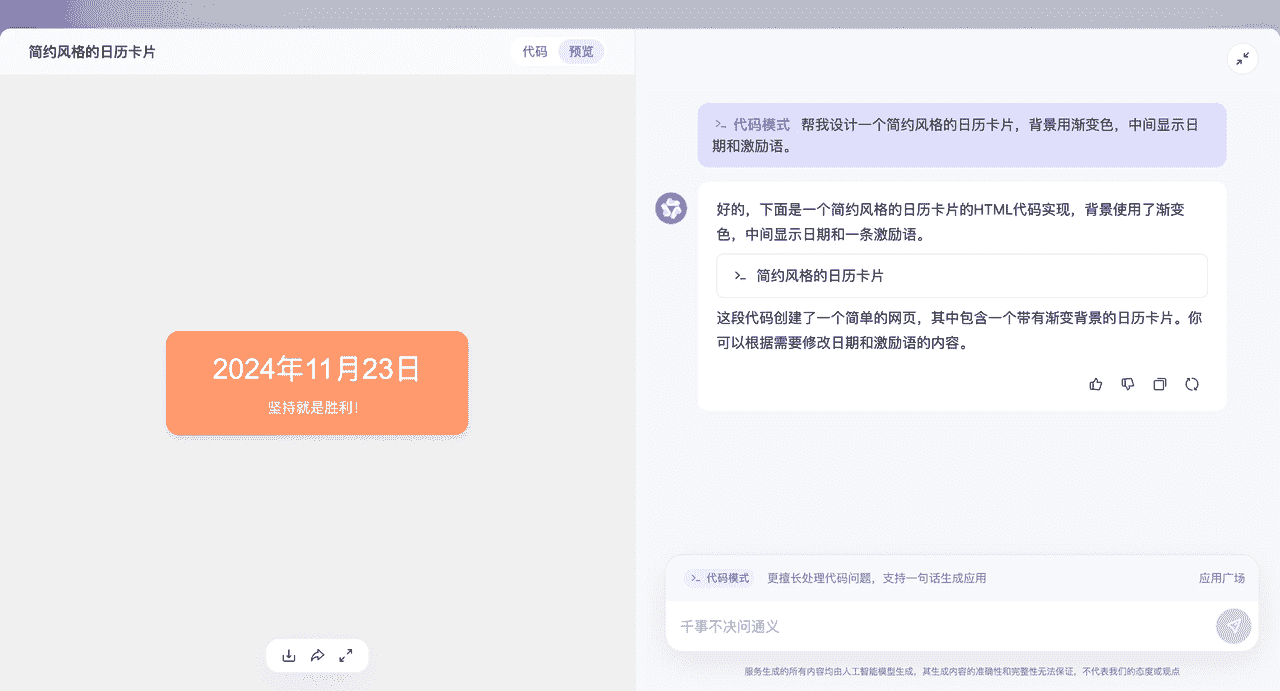 简约风格的日历卡片
代码 预览
2024年11月23日
坚持就是胜利！
>_ 代码模式 帮我设计一个简约风格的日历卡片，背景用渐变色，中间显示日
期和激励语。
好的，下面是一个简约风格的日历卡片的HTML代码实现，背景使用了渐变
色，中间显示日期和一条激励语。
>_ 简约风格的日历卡片
这段代码创建了一个简单的网页，其中包含一个带有渐变背景的日历卡片。你
可以根据需要修改日期和激励语的内容。
>_ 代码模式 更擅长处理代码问题，支持一句话生成应用 应用广场
千事不决问通义
服务生成的所有内容均由人工智能模型生成，其生成内容的准确性和完整性无法保证，不代表我们的态度或观点